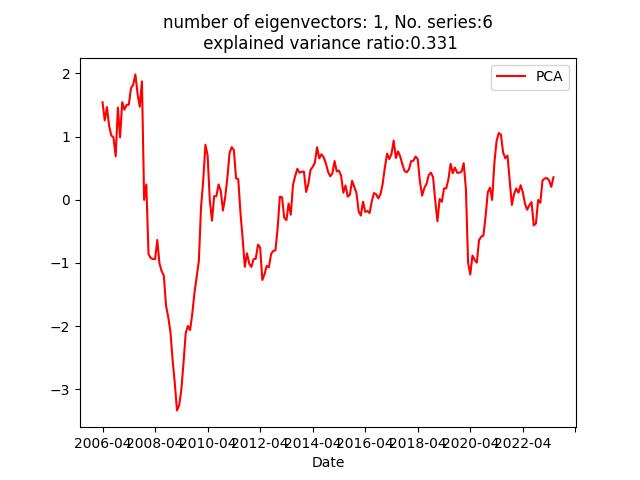 number of eigenvectors: 1, No. series:6
explained variance ratio:0.331
PCA
2
1
0
−1
−2
−3
2006-04 2008-04 2010-04 2012-04 2014-04 2016-04 2018-04 2020-04 2022-04
Date